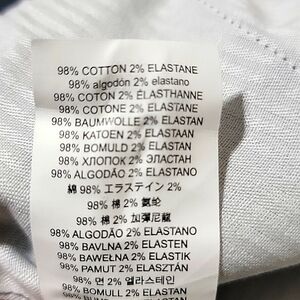 98% COTTON 2% ELASTANE
98% algodón 2% elastano
98% COTON 2% ÉLASTHANNE
98% COTONE 2% ELASTANE
98% BAUMWOLLE 2% ELASTAN
98% KATOEN 2% ELASTAAN
98% BOMULD 2% ELASTAN
98% ХЛОПОК 2% ЭЛАСТАН
98% ALGODÃO 2% ELASTANO
綿 98% エラステイン 2%
98% 棉 2% 氨纶
98% 棉 2% 加彈尼龍
98% ALGODÃO 2% ELASTANO
98% BAVLNA 2% ELASTEN
98% BAWEŁNA 2% ELASTIK
98% PAMUT 2% ELASZTÁN
98% 면 2% 엘라스테인
98% BOMULL 2% ELASTAN